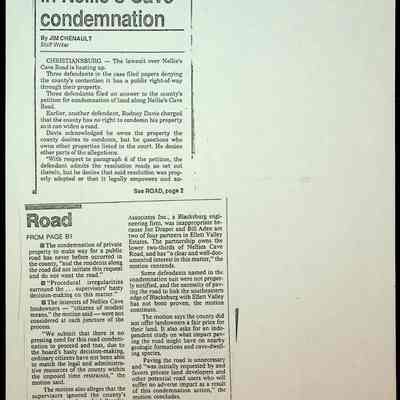 In Nellie's Cave
condemnation
By JIM CHENAULT
Staff Writer
CHRISTIANSBURG — The lawsuit over Nellie's
Cave Road is heating up.
Three defendants in the case filed papers denying
the county's contention it has a public right-of-way
through their property.
Three defendants filed an answer to the county's
petition for condemnation of land along Nellie's Cave
Road.
Earlier, another defendant, Rodney Davis charged
that the county has no right to condemn his property
so it can widen a road.
Davis acknowledged he owns the property the
county desires to condemn, but he questions who
owns other properties listed in the court. He denies
other parts of the allegations.
"With respect to paragraph 6 of the petition, the
defendant admits the resolution reads as set out
therein, but he denies that said resolution was prop-
erly adopted or that it legally empowers and au-
See ROAD, page 2
Road
FROM PAGE B1
■ The condemnation of private
property to make way for a public
road has never before occurred in
the county, "and the residents along
the road did not initiate this request
and do not want the road."
■ "Procedural irregularities
surround the . . . supervisors' hasty
decision-making on this matter."
■ The interests of Nellies Cave
landowners — "citizens of modest
means," the motion said — were not
considered at each juncture of the
process.
"We submit that there is no
pressing need for this road condem-
nation to proceed and that, due to
the board's hasty decision-making,
ordinary citizens have not been able
to match the legal and administra-
tive resources of the county within
the imposed time restraints," the
motion said.
The motion also alleges that the
supervisors ignored the county's
Associates Inc., a Blacksburg engi-
neering firm, was inappropriate be-
cause Joe Draper and Bill Aden are
two of four partners in Ellett Valley
Estates. The partnership owns the
lower two-thirds of Nellies Cave
Road, and has "a clear and well-doc-
umented interest in this matter," the
motion contends.
Some defendants named in the
condemnation suit were not proper-
ly notified, and the necessity of pav-
ing the road to link the southeastern
edge of Blacksburg with Ellett Valley
has not been proven, the motion
continues.
The motion says the county did
not offer landowners a fair price for
their land. It also asks for an inde-
pendent study on what impact pav-
ing the road might have on nearby
geologic formations and cave-dwell-
ing species.
Paving the road is unnecessary
and "was initially requested by and
favors private land developers and
other potential road users who will
suffer no adverse impact as a result
of this condemnation action," the
motion concludes.